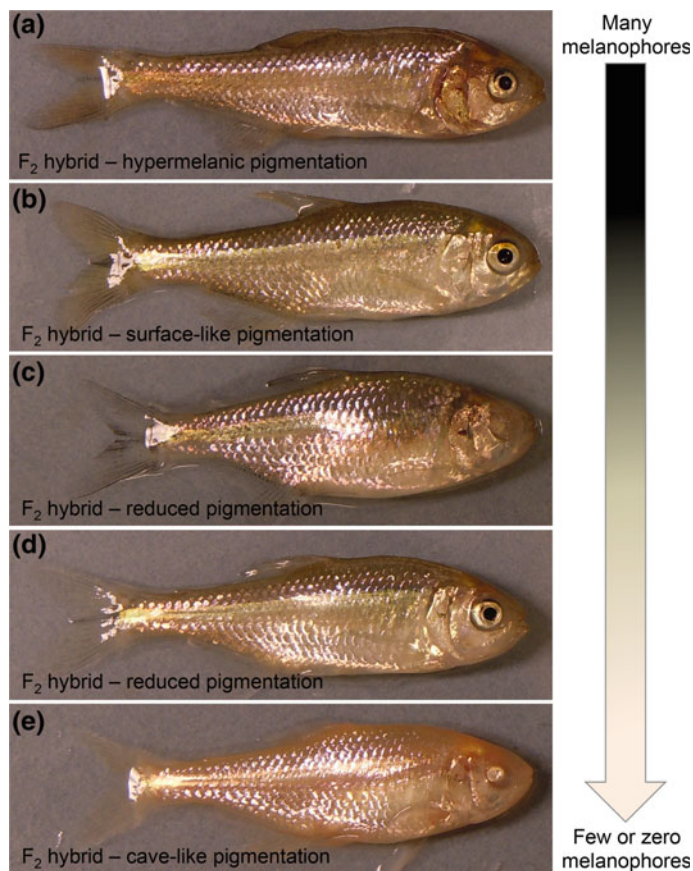 (a)
Many
melanophores
F₂ hybrid – hypermelanic pigmentation
(b)
F₂ hybrid – surface-like pigmentation
(c)
F₂ hybrid – reduced pigmentation
(d)
F₂ hybrid – reduced pigmentation
(e)
F₂ hybrid – cave-like pigmentation
Few or zero
melanophores